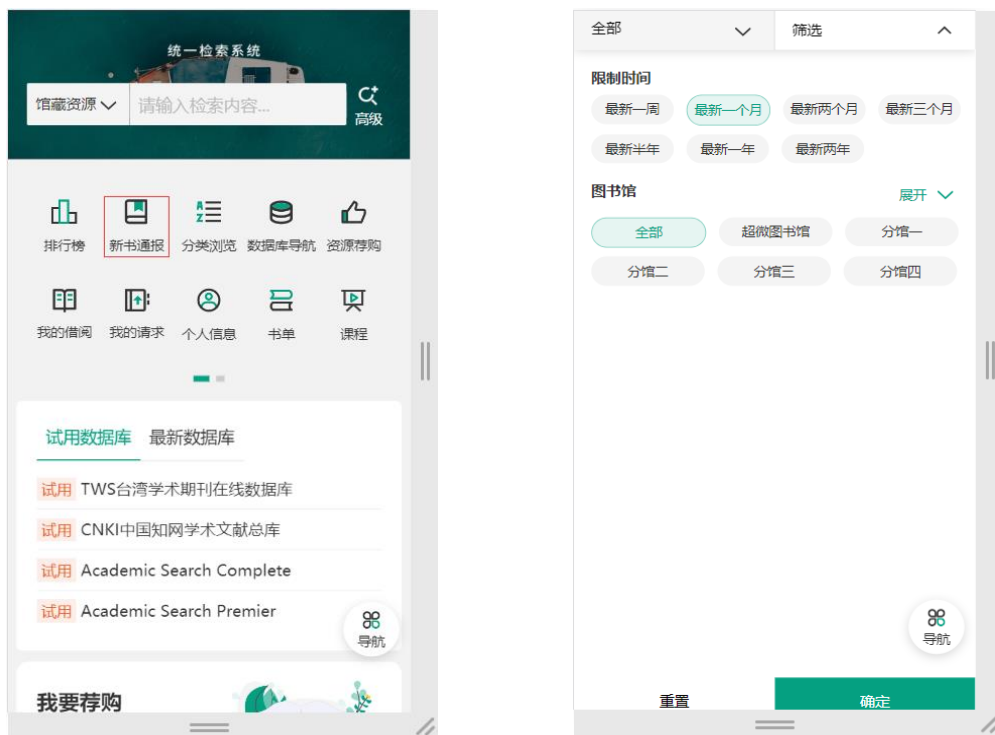 统一检索系统
馆藏资源 请输入检索内容... 高级
排行榜 新书通报 分类浏览 数据库导航 资源荐购
我的借阅 我的请求 个人信息 书单 课程
试用数据库 最新数据库
试用 TWS台湾学术期刊在线数据库
试用 CNKI中国知网学术文献总库
试用 Academic Search Complete
试用 Academic Search Premier
导航
我要荐购
全部 筛选
限制时间
最新一周 最新一个月 最新两个月 最新三个月
最新半年 最新一年 最新两年
图书馆 展开
全部 超微图书馆 分馆一
分馆二 分馆三 分馆四
导航
重置 确定